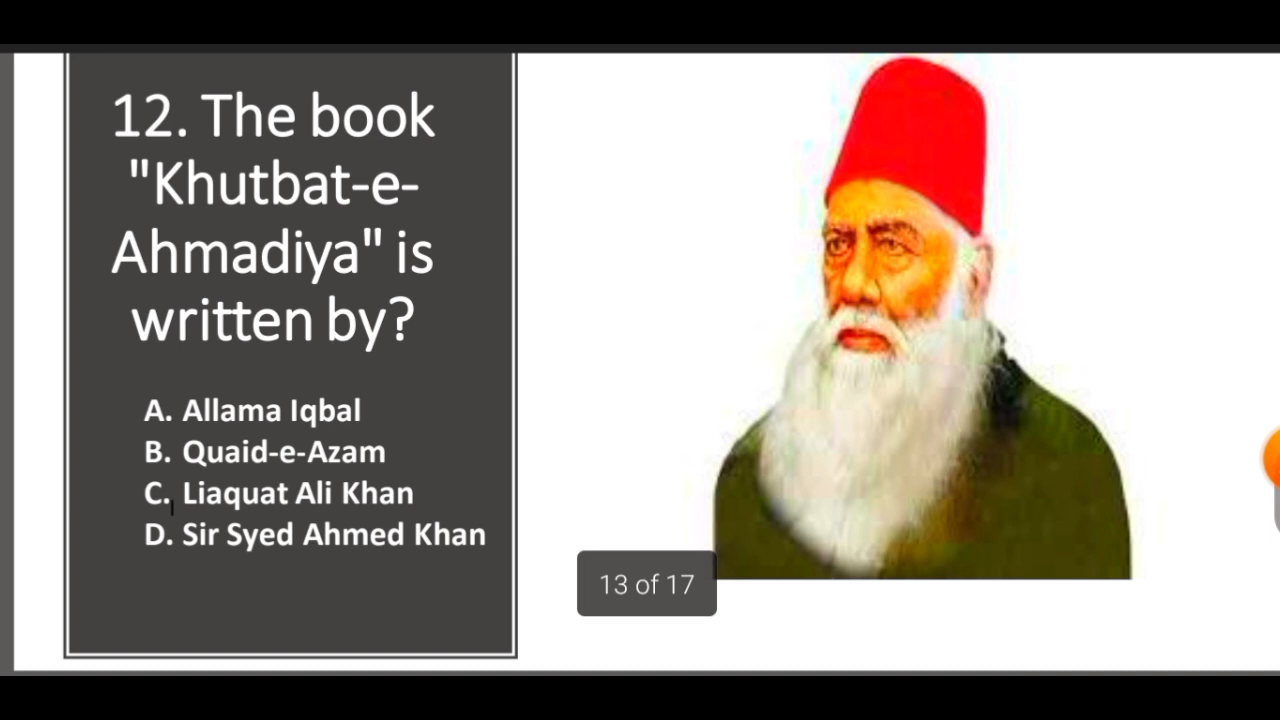 12. The book
"Khutbat-e-
Ahmadiya" is
written by?
A. Allama Iqbal
B. Quaid-e-Azam
C. Liaquat Ali Khan
D. Sir Syed Ahmed Khan
13 of 17